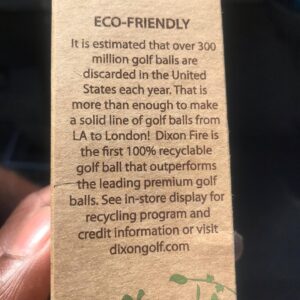 ECO-FRIENDLY
It is estimated that over 300
million golf balls are
discarded in the United
States each year. That is
more than enough to make
a solid line of golf balls from
LA to London! Dixon Fire is
the first 100% recyclable
golf ball that outperforms
the leading premium golf
balls. See in-store display for
recycling program and
credit information or visit
dixongolf.com